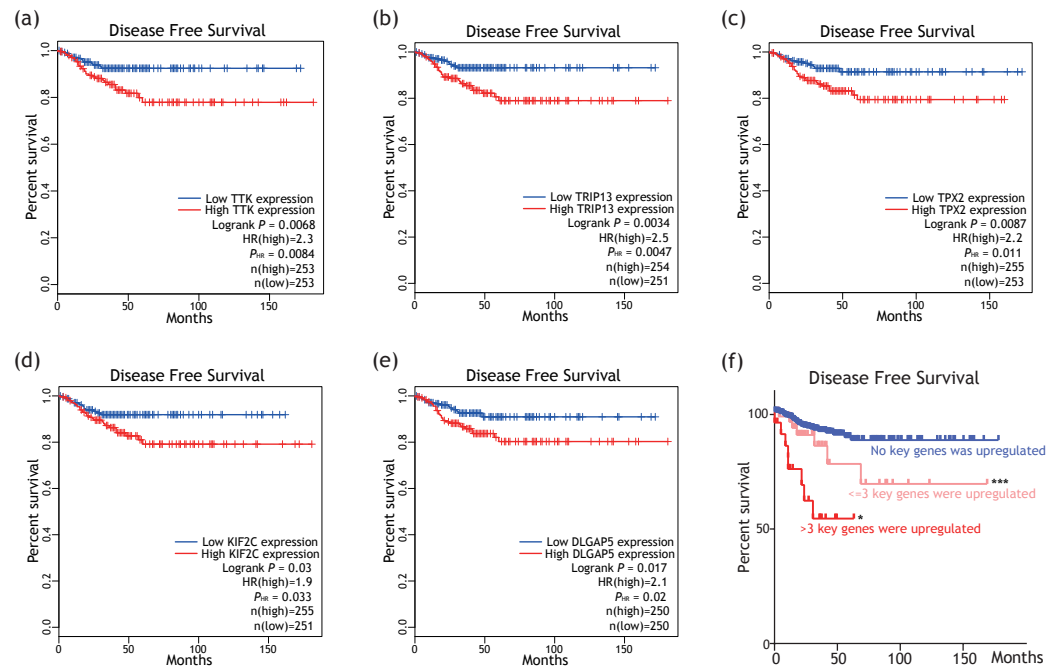 (a)
Disease Free Survival
Percent survival
1.0
0.8
0.6
0.4
0.2
0.0
Low TTK expression
High TTK expression
Logrank P = 0.0068
HR(high)=2.3
PHR = 0.0084
n(high)=253
n(low)=253
0 50 100 150
Months
(b)
Disease Free Survival
Percent survival
1.0
0.8
0.6
0.4
0.2
0.0
Low TRIP13 expression
High TRIP13 expression
Logrank P = 0.0034
HR(high)=2.5
PHR = 0.0047
n(high)=254
n(low)=251
0 50 100 150
Months
(c)
Disease Free Survival
Percent survival
1.0
0.8
0.6
0.4
0.2
0.0
Low TPX2 expression
High TPX2 expression
Logrank P = 0.0087
HR(high)=2.2
PHR = 0.011
n(high)=255
n(low)=253
0 50 100 150
Months
(d)
Disease Free Survival
Percent survival
1.0
0.8
0.6
0.4
0.2
0.0
Low KIF2C expression
High KIF2C expression
Logrank P = 0.03
HR(high)=1.9
PHR = 0.033
n(high)=255
n(low)=251
0 50 100 150
Months
(e)
Disease Free Survival
Percent survival
1.0
0.8
0.6
0.4
0.2
0.0
Low DLGAP5 expression
High DLGAP5 expression
Logrank P = 0.017
HR(high)=2.1
PHR = 0.02
n(high)=250
n(low)=250
0 50 100 150
Months
(f)
Disease Free Survival
Percent survival
100
50
0
No key genes was upregulated
***
<=3 key genes were upregulated
*
>3 key genes were upregulated
0 50 100 150 200
Months